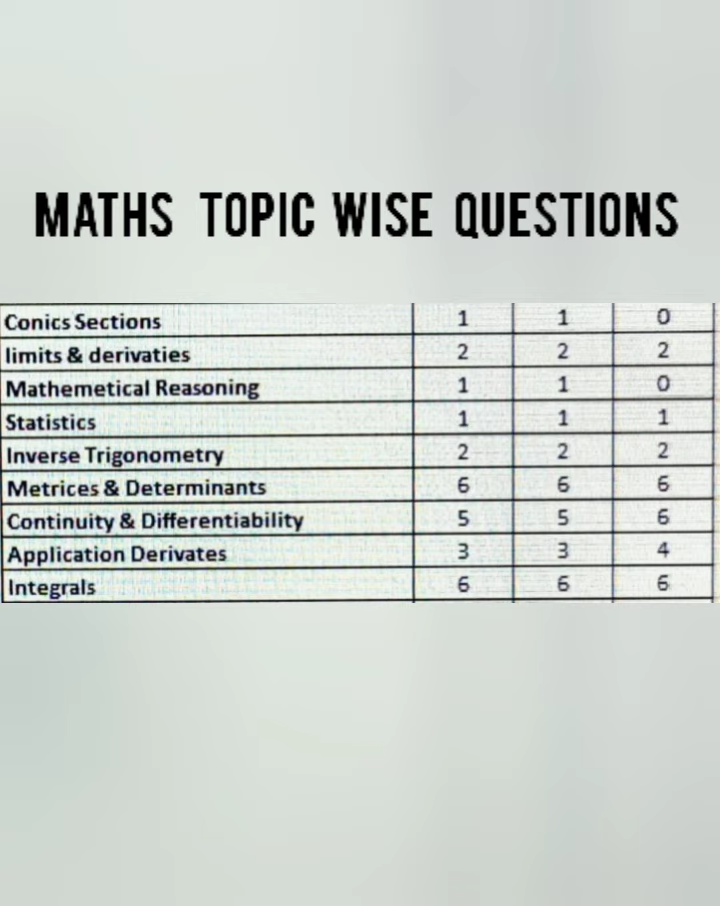 MATHS TOPIC WISE QUESTIONS
Conics Sections 1 1 0
limits & derivaties 2 2 2
Mathemetical Reasoning 1 1 0
Statistics 1 1 1
Inverse Trigonometry 2 2 2
Metrices & Determinants 6 6 6
Continuity & Differentiability 5 5 6
Application Derivates 3 3 4
Integrals 6 6 6